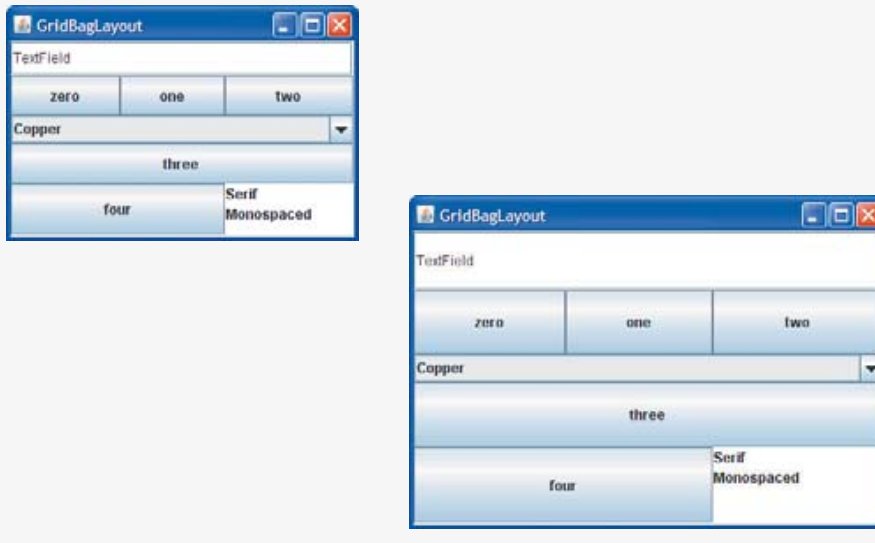 GridBagLayout
TextField
zero one two
Copper
three
four
Serif
Monospaced
GridBagLayout
TextField
zero one two
Copper
three
four
Serif
Monospaced